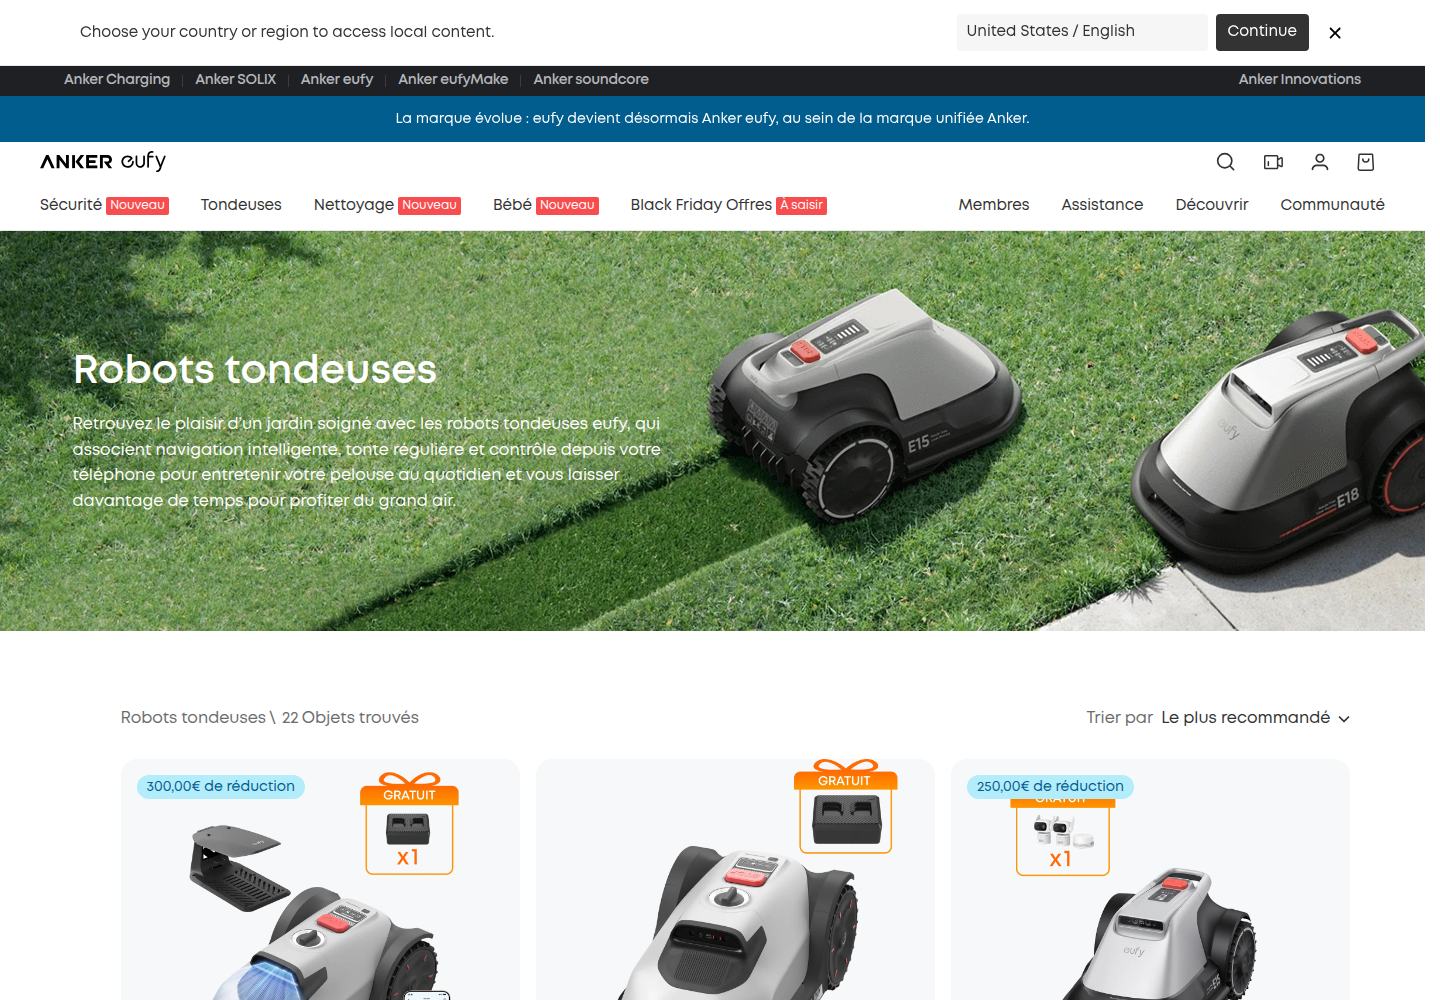 Choose your country or region to access local content.
United States / English
Continue
Anker Charging
Anker SOLIX
Anker eufy
Anker eufyMake
Anker soundcore
Anker Innovations
La marque évolue : eufy devient désormais Anker eufy, au sein de la marque unifiée Anker.
ANKER eufy
Sécurité Nouveau
Tondeuses
Nettoyage Nouveau
Bébé Nouveau
Black Friday Offres À saisir
Membres
Assistance
Découvrir
Communauté
Robots tondeuses
Retrouvez le plaisir d'un jardin soigné avec les robots tondeuses eufy, qui
associent navigation intelligente, tonte régulière et contrôle depuis votre
téléphone pour entretenir votre pelouse au quotidien et vous laisser
davantage de temps pour profiter du grand air.
E15
eufy
E18
Robots tondeuses \ 22 Objets trouvés
Trier par Le plus recommandé
300,00€ de réduction
GRATUIT
x1
GRATUIT
250,00€ de réduction
GRATUIT
x1
eufy